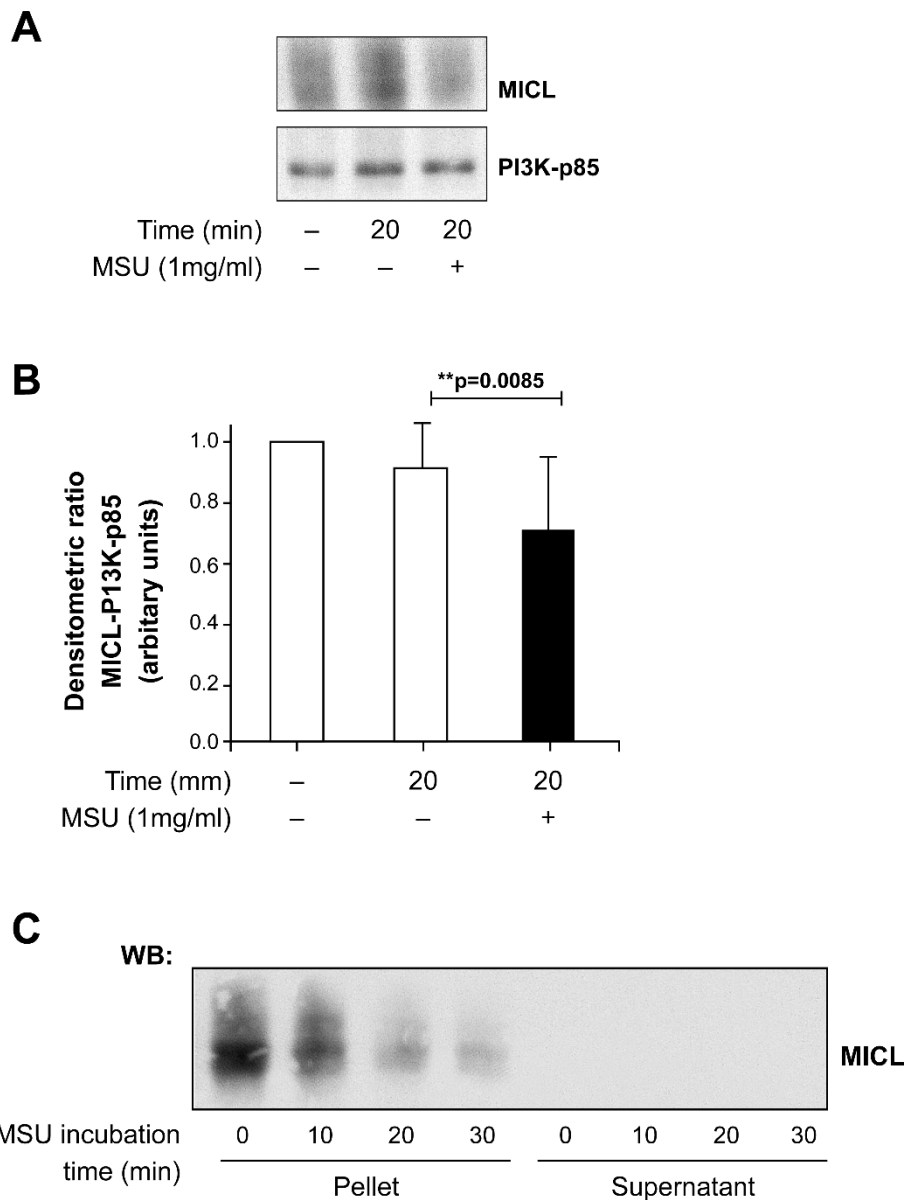 A
MICL
PI3K-p85
Time (min) – 20 20
MSU (1mg/ml) – – +
B
**p=0.0085
1.0
0.8
0.6
0.4
0.2
0.0
Densitometric ratio
MICL-P13K-p85
(arbitary units)
Time (mm) – 20 20
MSU (1mg/ml) – – +
C
WB:
MICL
MSU incubation
time (min)
0 10 20 30 0 10 20 30
Pellet Supernatant